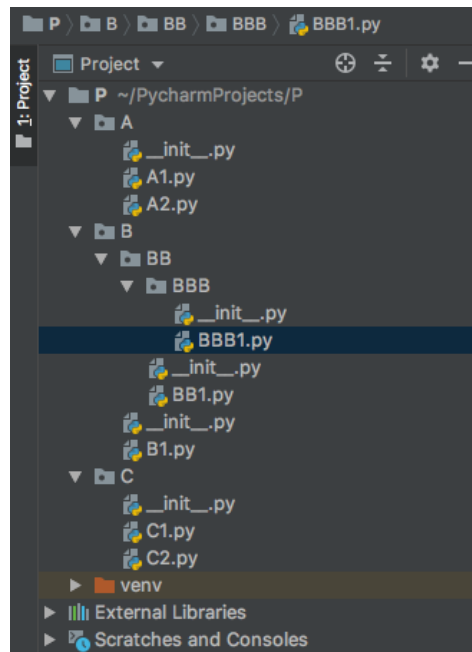 P 〉 B 〉 BB 〉 BBB 〉 BBB1.py
1: Project
Project
P ~/PycharmProjects/P
A
__init__.py
A1.py
A2.py
B
BB
BBB
__init__.py
BBB1.py
__init__.py
BB1.py
__init__.py
B1.py
C
__init__.py
C1.py
C2.py
venv
External Libraries
Scratches and Consoles